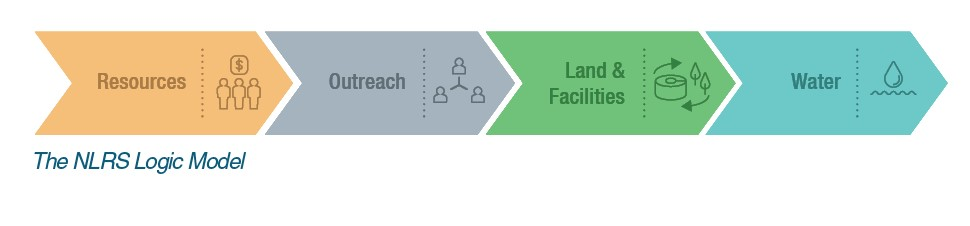 Resources
$
Outreach
Land &
Facilities
Water
The NLRS Logic Model